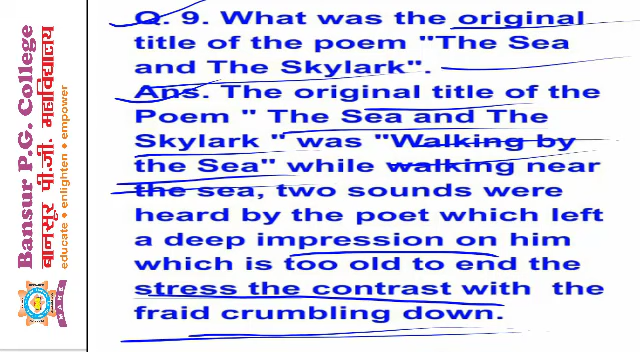 Bansur P.G. College
बानसूर पी.जी. महाविद्यालय
educate • enlighten • empower
Q. 9. What was the original
title of the poem "The Sea
and The Skylark".
Ans. The original title of the
Poem " The Sea and The
Skylark " was "Walking by
the Sea" while walking near
the sea, two sounds were
heard by the poet which left
a deep impression on him
which is too old to end the
stress the contrast with the
fraid crumbling down.